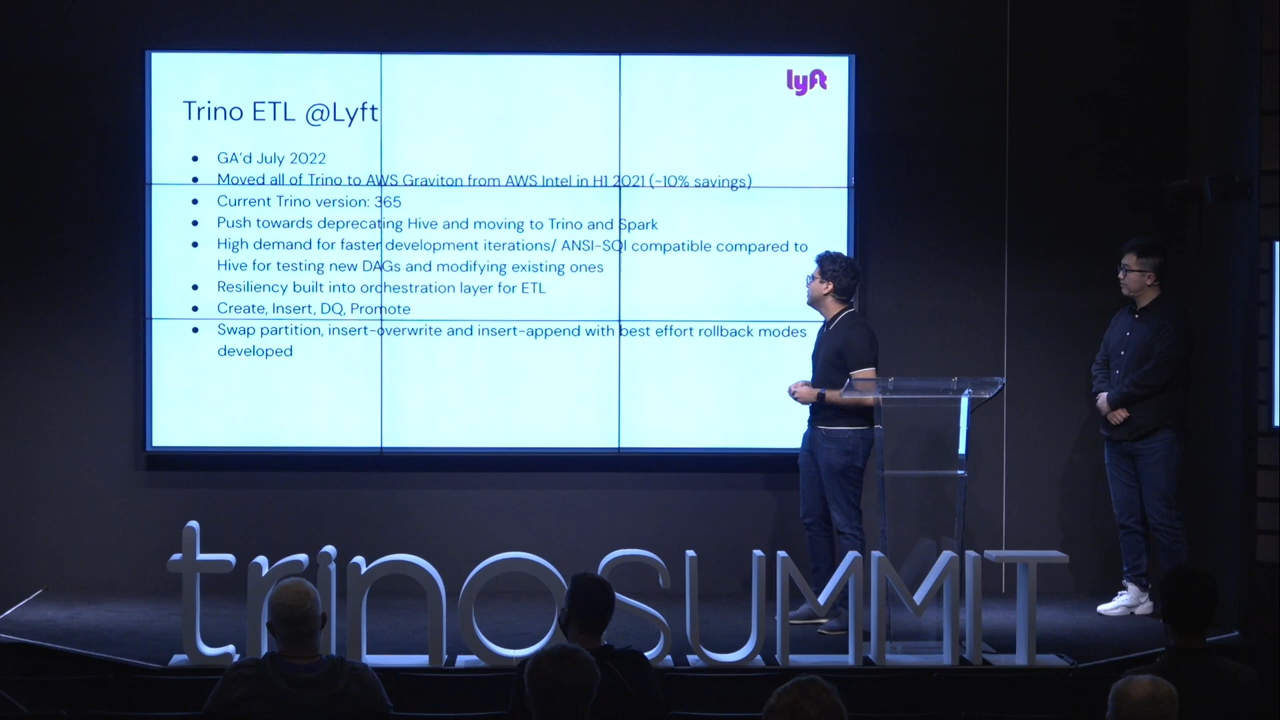 lyft
Trino ETL @Lyft
GA'd July 2022
Moved all of Trino to AWS Graviton from AWS Intel in H1 2021 (~10% savings)
Current Trino version: 365
Push towards deprecating Hive and moving to Trino and Spark
High demand for faster development iterations/ ANSI-SQl compatible compared to
Hive for testing new DAGs and modifying existing ones
Resiliency built into orchestration layer for ETL
Create, Insert, DQ, Promote
Swap partition, insert-overwrite and insert-append with best effort rollback modes
developed
trinoSUMMIT